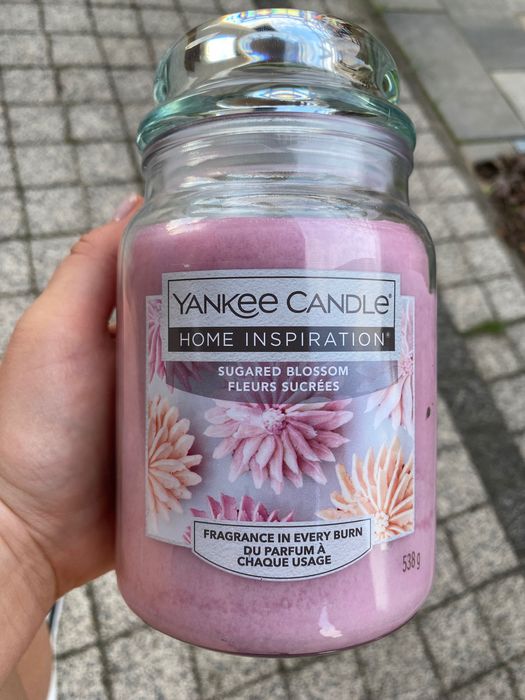 YANKEE CANDLE®
HOME INSPIRATION®
SUGARED BLOSSOM
FLEURS SUCRÉES
FRAGRANCE IN EVERY BURN
DU PARFUM À
CHAQUE USAGE
538 g